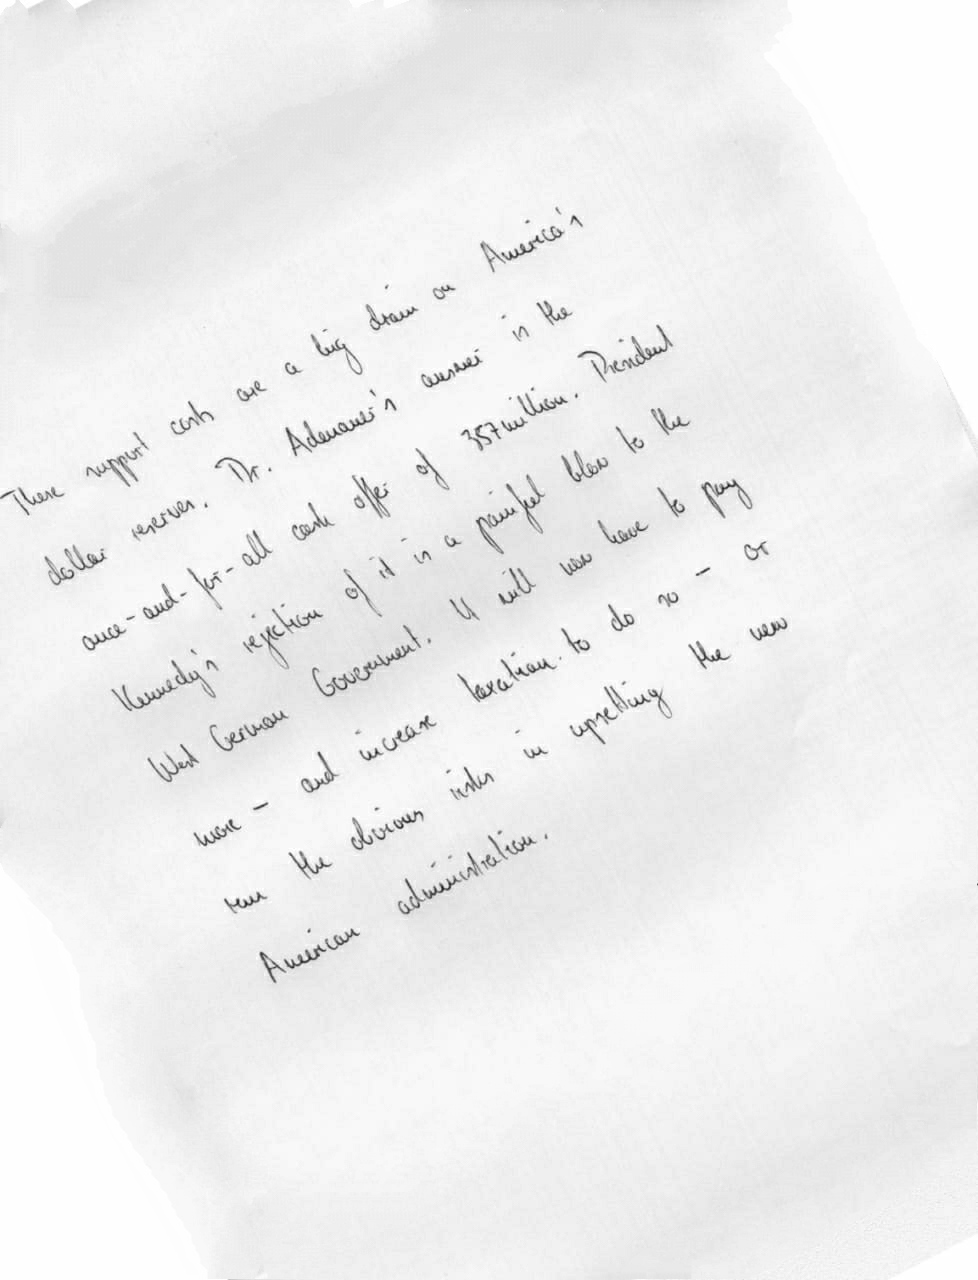 These support costs are a big drain on America's
dollar reserves. Dr. Adenauer's answer is the
once-and-for-all cash offer of 357 million. President
Kennedy's rejection of it is a painful blow to the
West German Government. It will now have to pay
more - and increase taxation to do so - or
run the obvious risks in upsetting the new
American administration.